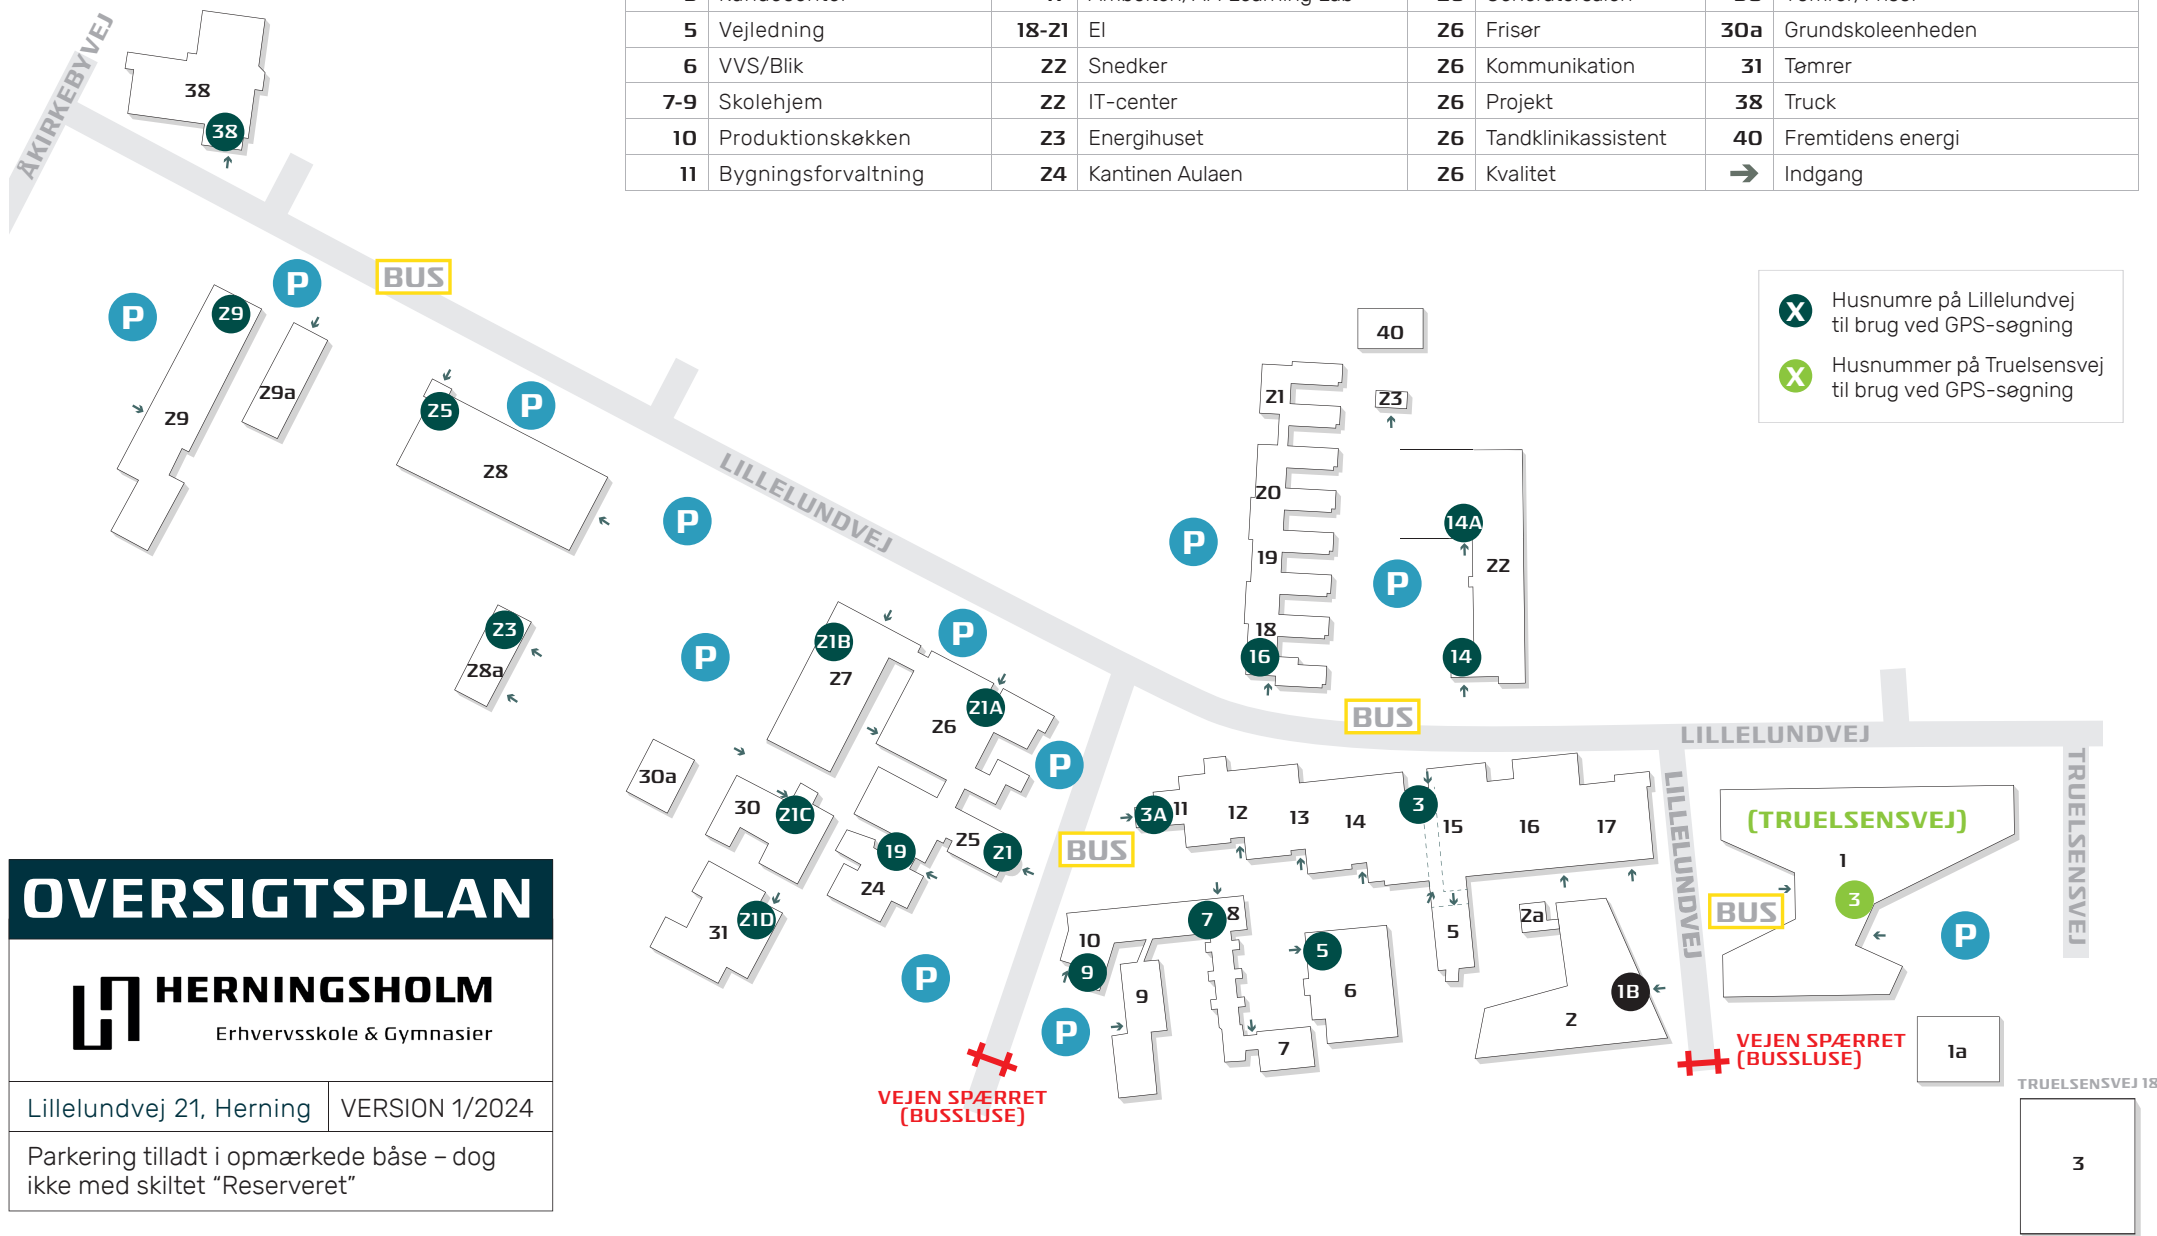 5 Vejledning 18-21 El 26 Frisør 30a Grundskoleenheden
6 VVS/Blik 22 Snedker 26 Kommunikation 31 Tømrer
7-9 Skolehjem 22 IT-center 26 Projekt 38 Truck
10 Produktionskøkken 23 Energihuset 26 Tandklinikassistent 40 Fremtidens energi
11 Bygningsforvaltning 24 Kantinen Aulaen 26 Kvalitet → Indgang
ÅKIRKEBYVEJ
38
38
BUS
P
P
29
29a
29
25
P
28
P
LILLELUNDVEJ
X Husnumre på Lillelundvej
til brug ved GPS-søgning
X Husnummer på Truelsensvej
til brug ved GPS-søgning
40
21
23
20
14A
P
19
22
P
18
16
14
23
28a
P
21B
P
27
21A
26
BUS
LILLELUNDVEJ
TRUELSENSVEJ
LILLELUNDVEJ
30a
P
30
21C
3A
11
12
13
14
3
15
16
17
(TRUELSENSVEJ)
1
25
21
19
24
BUS
3
BUS
P
31
21D
7
8
10
9
9
5
6
5
2a
2
1B
P
P
7
VEJEN SPÆRRET
(BUSSLUSE)
VEJEN SPÆRRET
(BUSSLUSE)
1a
TRUELSENSVEJ 18
3
OVERSIGTSPLAN
HERNINGSHOLM
Erhvervsskole & Gymnasier
Lillelundvej 21, Herning VERSION 1/2024
Parkering tilladt i opmærkede båse – dog
ikke med skiltet “Reserveret”